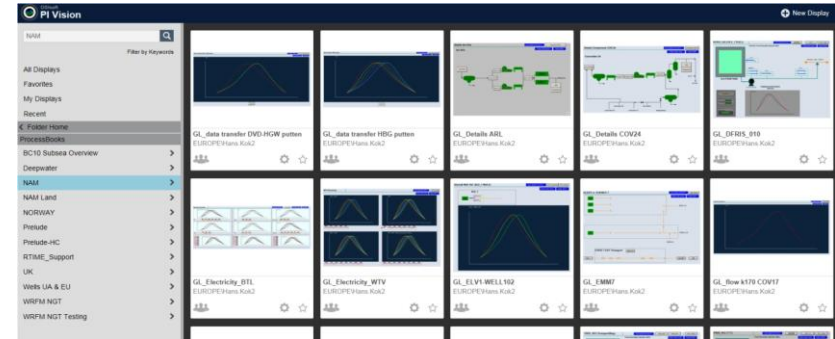 OSIsoft
PI Vision
New Display
NAM
Filter by Keywords
All Displays
Favorites
My Displays
Recent
Folder Home
ProcessBooks
BC10 Subsea Overview
Deepwater
NAM
NAM Land
NORWAY
Prelude
Prelude-HC
RTIME_Support
UK
Wells UA & EU
WRFM NGT
WRFM NGT Testing
GL_data transfer DVD-HGW putten
EUROPE\Hans.Kok2
GL_data transfer HBG putten
EUROPE\Hans.Kok2
GL_Details ARL
EUROPE\Hans.Kok2
GL_Details COV24
EUROPE\Hans.Kok2
GL_DFRIS_010
EUROPE\Hans.Kok2
GL_Electricity_BTL
EUROPE\Hans.Kok2
GL_Electricity_WTV
EUROPE\Hans.Kok2
GL_ELV1-WELL102
EUROPE\Hans.Kok2
GL_EMM7
EUROPE\Hans.Kok2
GL_flow k170 COV17
EUROPE\Hans.Kok2